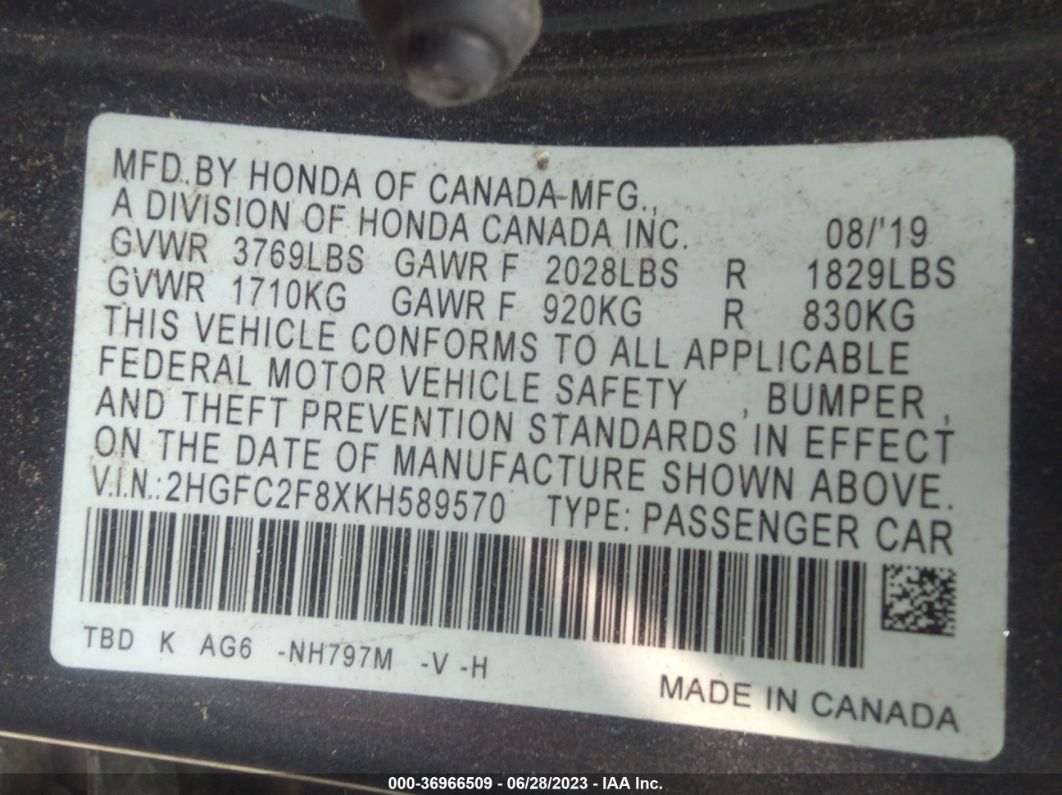 MFD.BY HONDA OF CANADA MFG.,
A DIVISION OF HONDA CANADA INC. 08/'19
GVWR 3769LBS GAWR F 2028LBS R 1829LBS
GVWR 1710KG GAWR F 920KG R 830KG
THIS VEHICLE CONFORMS TO ALL APPLICABLE
FEDERAL MOTOR VEHICLE SAFETY , BUMPER ,
AND THEFT PREVENTION STANDARDS IN EFFECT
ON THE DATE OF MANUFACTURE SHOWN ABOVE.
V.I.N.: 2HGFC2F8XKH589570 TYPE: PASSENGER CAR
TBD K AG6 -NH797M -V -H
MADE IN CANADA
000-36966509 - 06/28/2023 - IAA Inc.